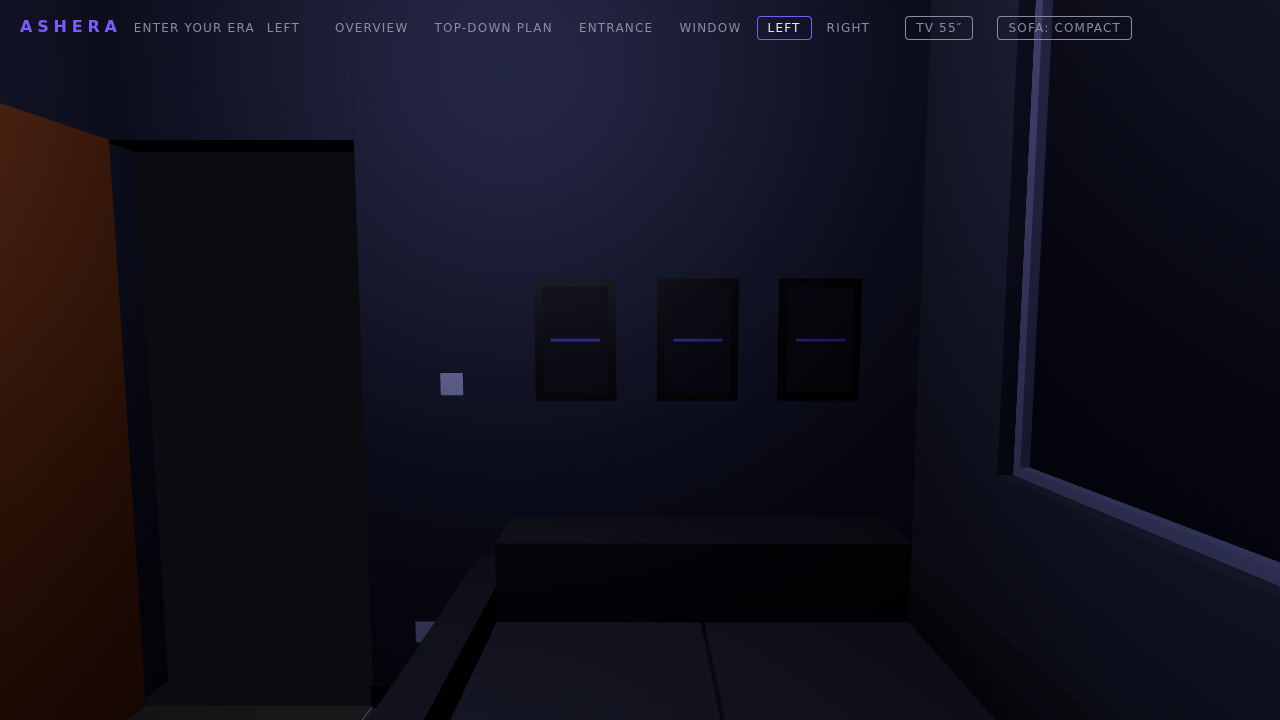 ASHERA ENTER YOUR ERA LEFT OVERVIEW TOP-DOWN PLAN ENTRANCE WINDOW LEFT RIGHT TV 55″ SOFA: COMPACT